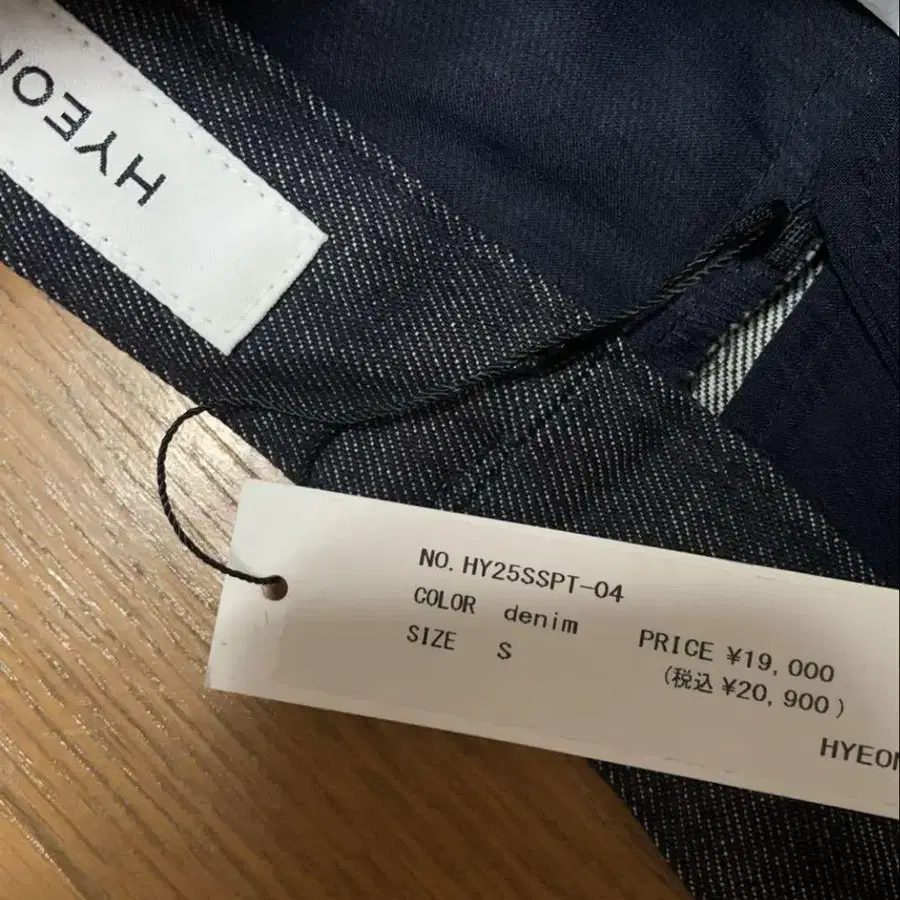 HYEON
NO. HY25SSPT-04
COLOR denim
SIZE S
PRICE ¥19,000
(税込 ¥20,900)
HYEON